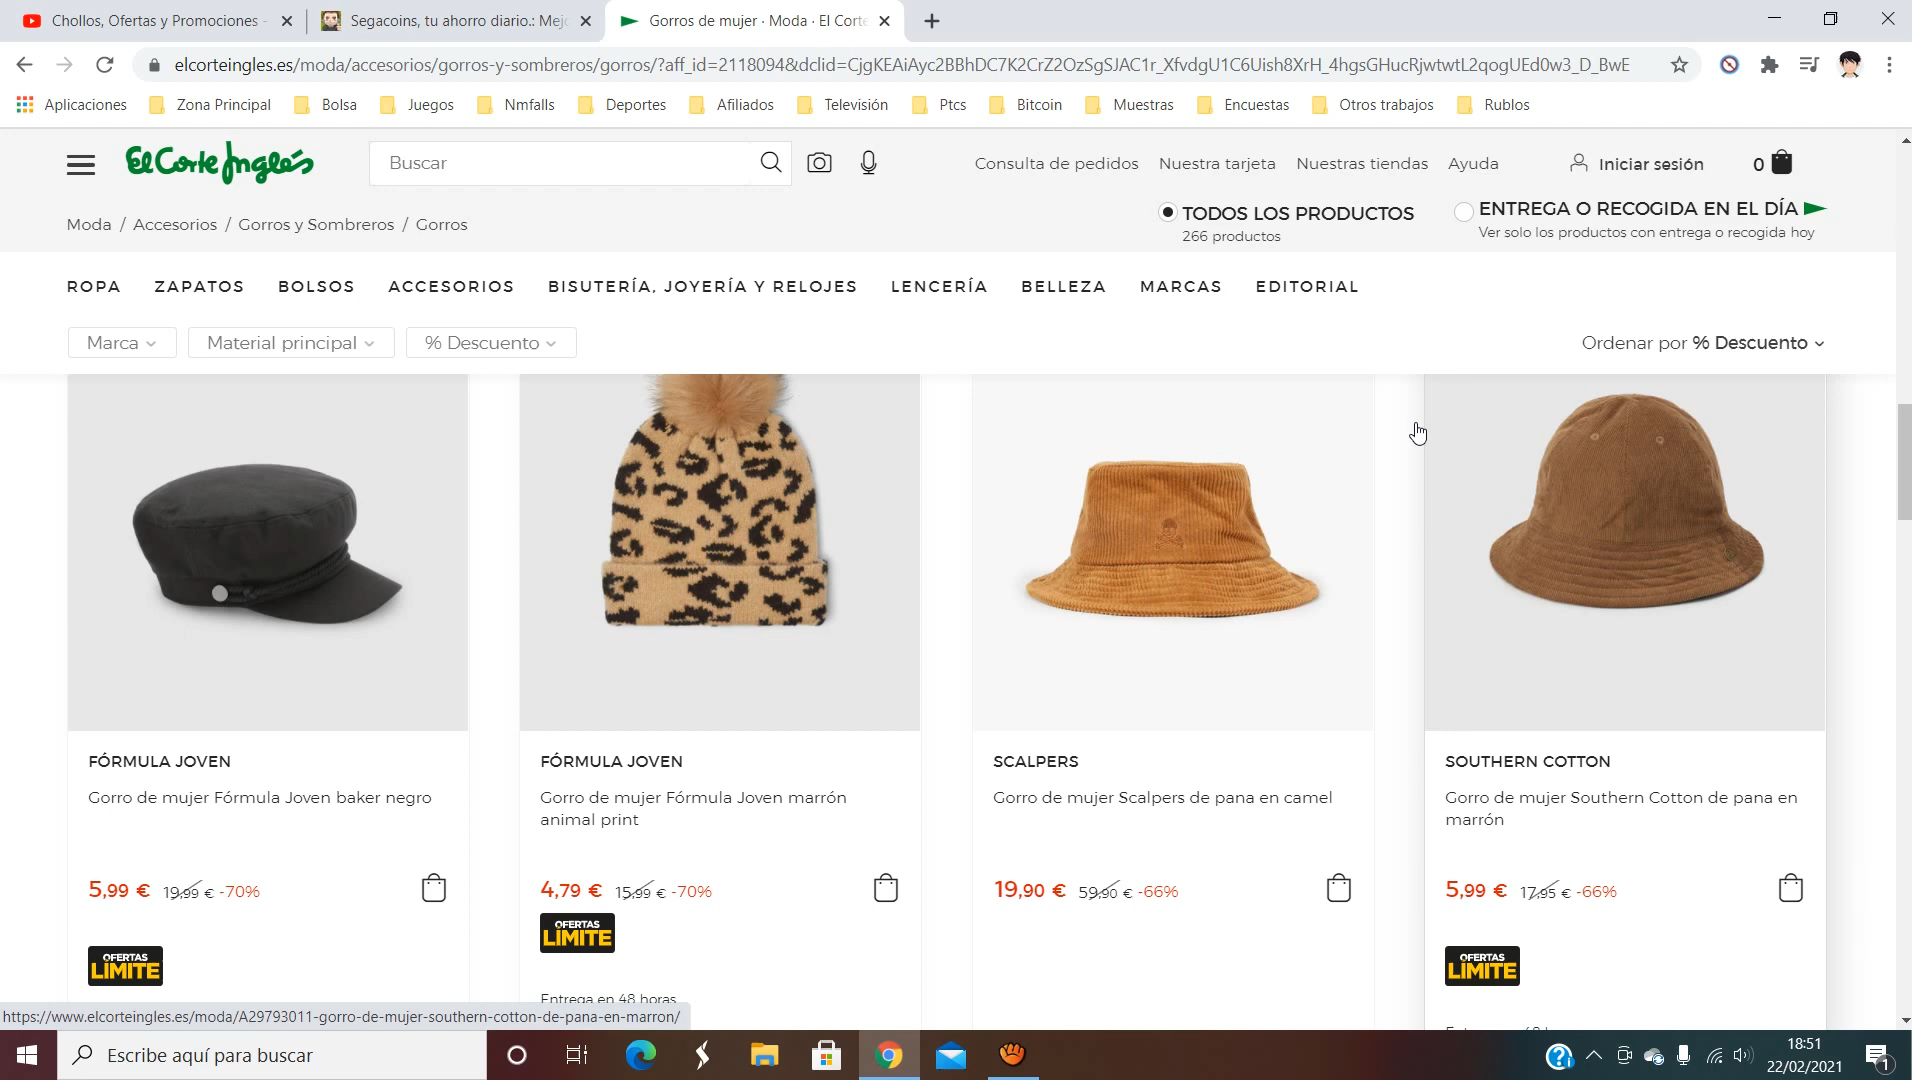 Chollos, Ofertas y Promociones -
Segacoins, tu ahorro diario.: Mej
Gorros de mujer · Moda · El Corte
elcorteingles.es/moda/accesorios/gorros-y-sombreros/gorros/?aff_id=2118094&dclid=CjgKEAiAyc2BBhDC7K2CrZ2OzSgSJAC1r_XfvdgU1C6Uish8XrH_4hgsGHucRjwtwtL2qogUEd0w3_D_BwE
Aplicaciones Zona Principal Bolsa Juegos Nmfalls Deportes Afiliados Televisión Ptcs Bitcoin Muestras Encuestas Otros trabajos Rublos
El Corte Inglés
Buscar
Consulta de pedidos Nuestra tarjeta Nuestras tiendas Ayuda Iniciar sesión 0
Moda / Accesorios / Gorros y Sombreros / Gorros
TODOS LOS PRODUCTOS
266 productos
ENTREGA O RECOGIDA EN EL DÍA
Ver solo los productos con entrega o recogida hoy
ROPA ZAPATOS BOLSOS ACCESORIOS BISUTERÍA, JOYERÍA Y RELOJES LENCERÍA BELLEZA MARCAS EDITORIAL
Marca Material principal % Descuento
Ordenar por % Descuento
FÓRMULA JOVEN
Gorro de mujer Fórmula Joven baker negro
5,99 € 19,99 € -70%
OFERTAS
LÍMITE
FÓRMULA JOVEN
Gorro de mujer Fórmula Joven marrón
animal print
4,79 € 15,99 € -70%
OFERTAS
LÍMITE
Entrega en 48 horas
SCALPERS
Gorro de mujer Scalpers de pana en camel
19,90 € 59,90 € -66%
SOUTHERN COTTON
Gorro de mujer Southern Cotton de pana en
marrón
5,99 € 17,95 € -66%
OFERTAS
LÍMITE
https://www.elcorteingles.es/moda/A29793011-gorro-de-mujer-southern-cotton-de-pana-en-marron/
Escribe aquí para buscar
18:51
22/02/2021
1